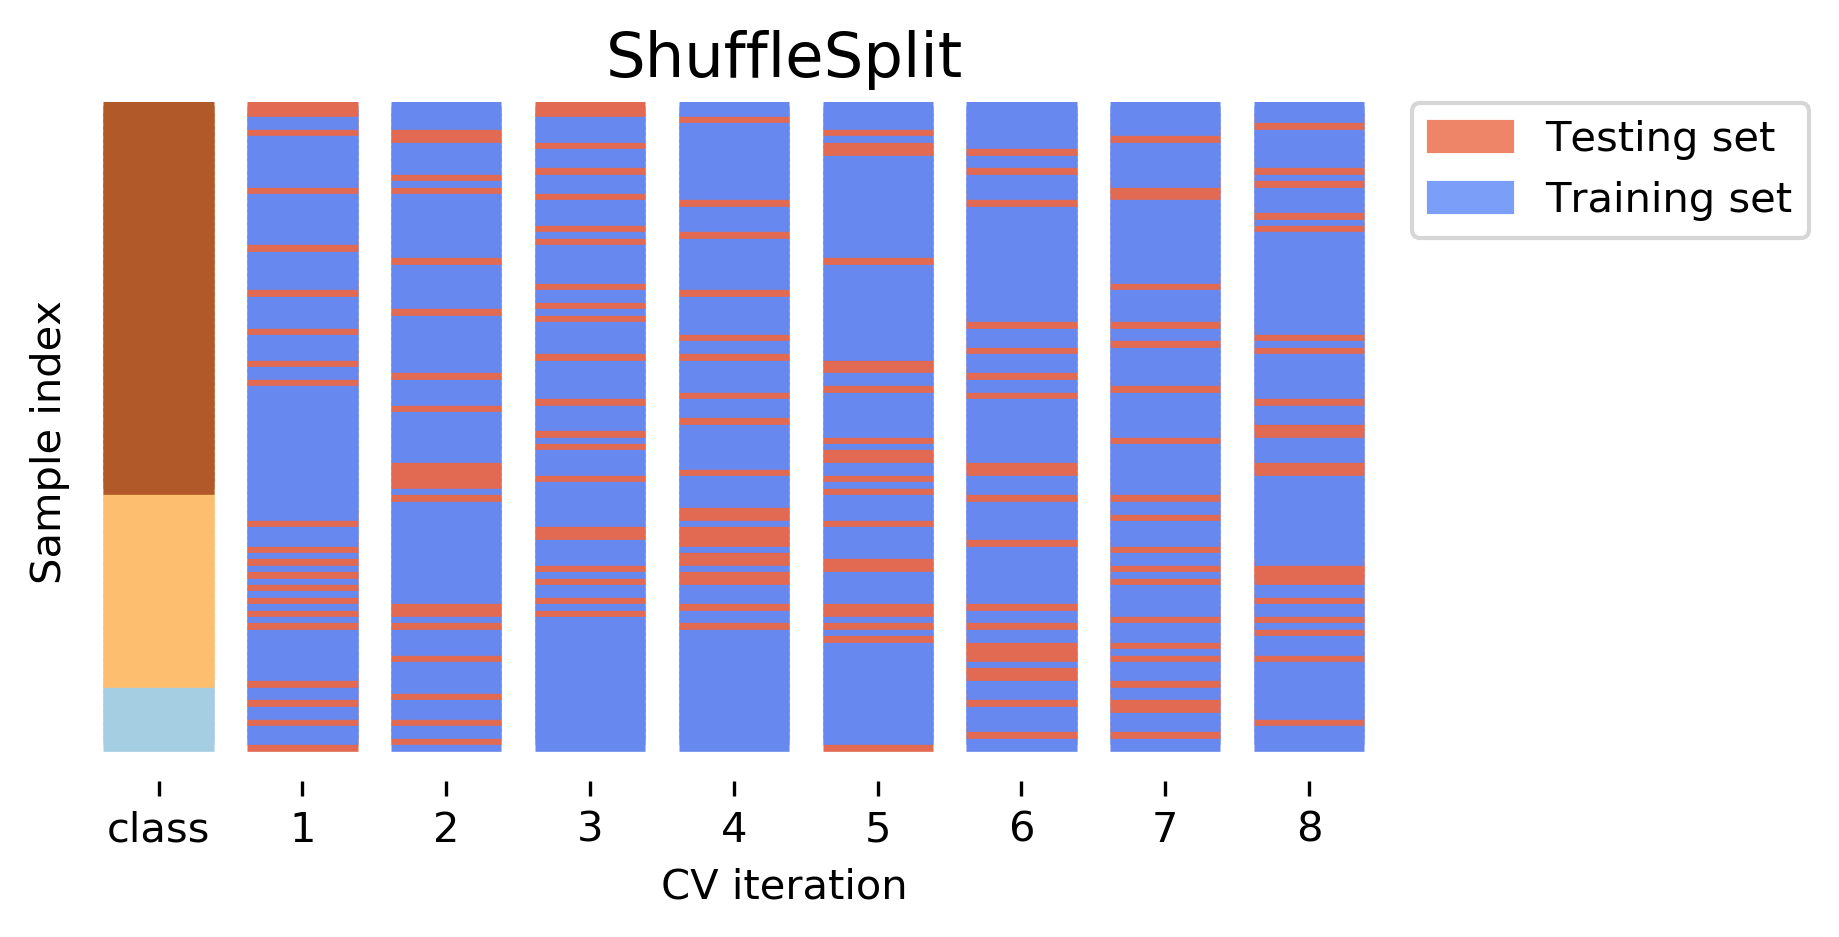 ShuffleSplit
Testing set
Training set
Sample index
class 1 2 3 4 5 6 7 8
CV iteration